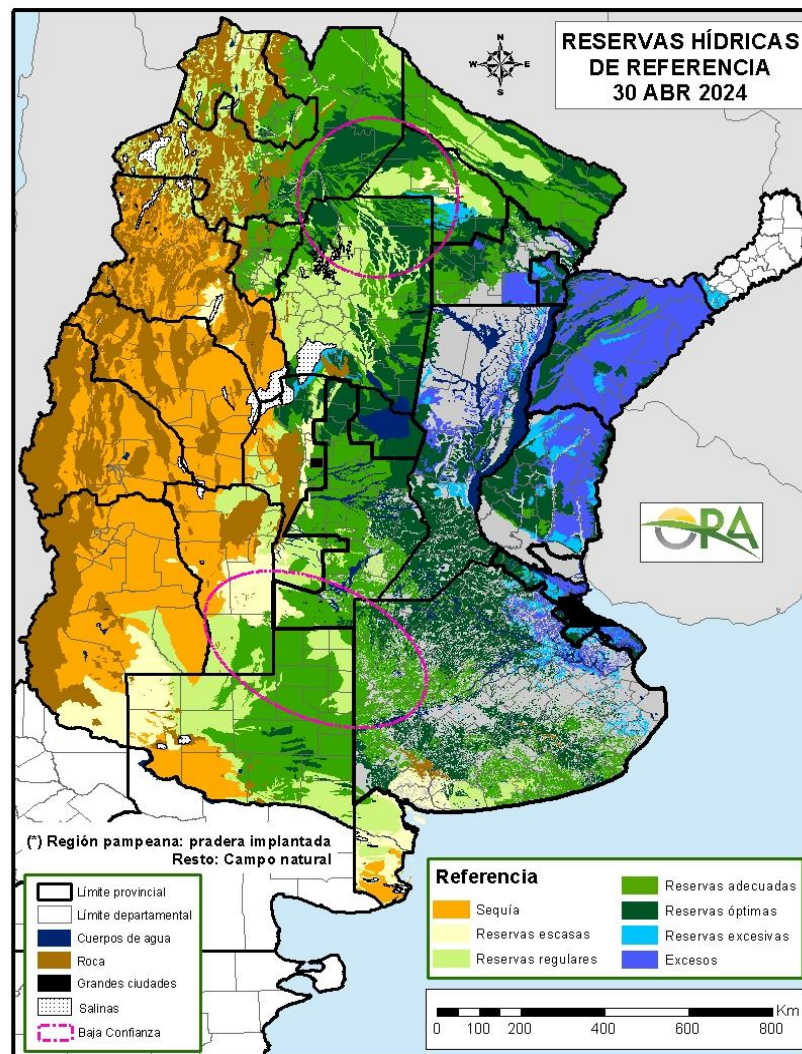 RESERVAS HÍDRICAS
DE REFERENCIA
30 ABR 2024
N
W E
S
OPA
(*) Región pampeana: pradera implantada
Resto: Campo natural
Límite provincial
Límite departamental
Cuerpos de agua
Roca
Grandes ciudades
Salinas
Baja Confianza
Referencia
Sequía
Reservas escasas
Reservas regulares
Reservas adecuadas
Reservas óptimas
Reservas excesivas
Excesos
Km
0 100 200 400 600 800